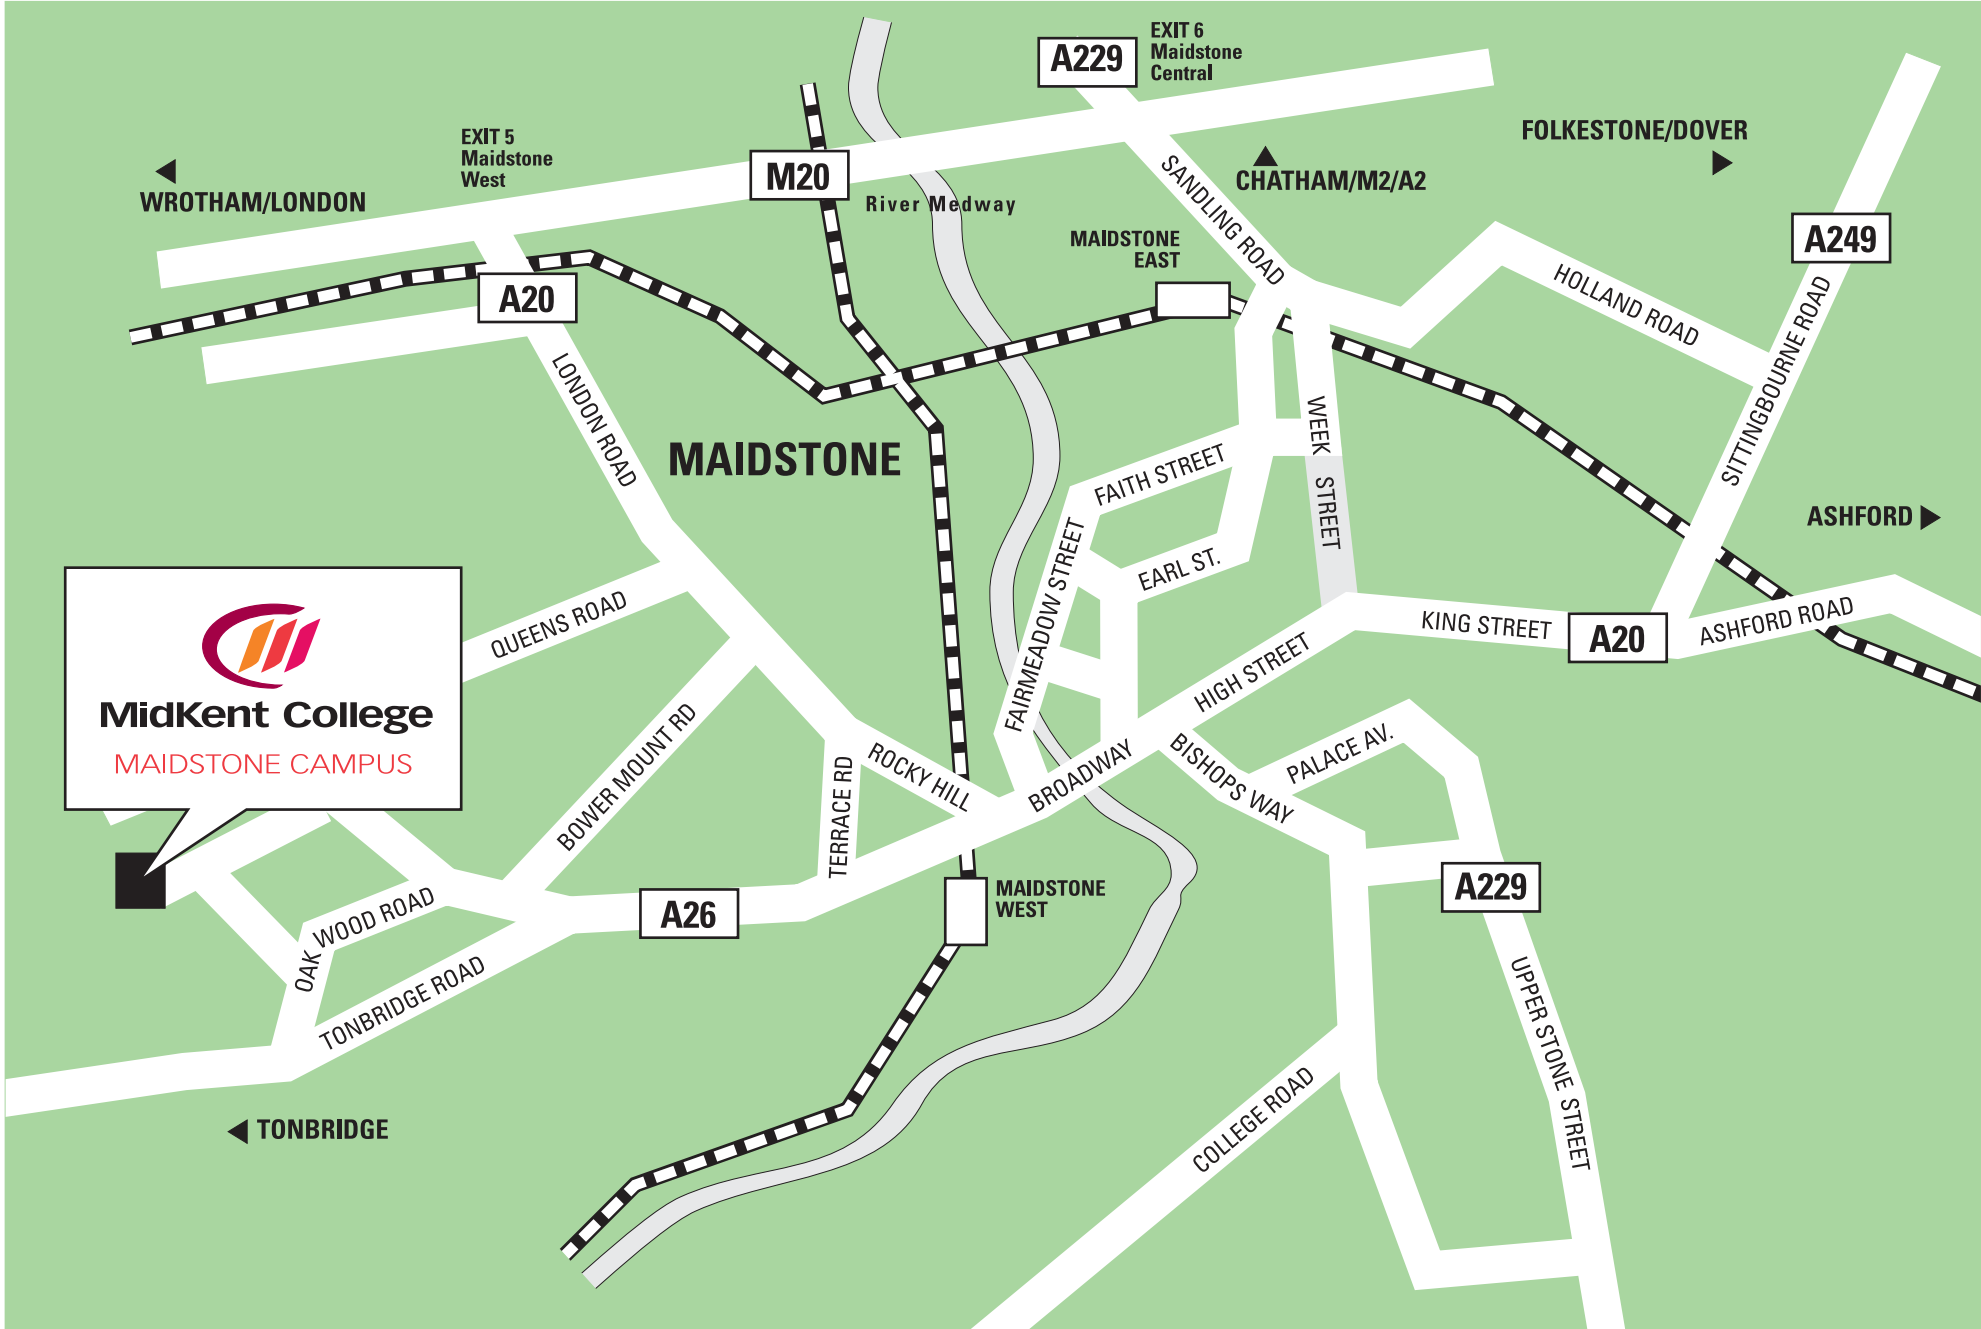 A229
EXIT 6
Maidstone
Central
EXIT 5
Maidstone
West
WROTHAM/LONDON
M20
River Medway
SANDLING ROAD
CHATHAM/M2/A2
FOLKESTONE/DOVER
A249
MAIDSTONE
EAST
HOLLAND ROAD
SITTINGBOURNE ROAD
A20
LONDON ROAD
MAIDSTONE
WEEK STREET
FAITH STREET
EARL ST.
FAIRMEADOW STREET
ASHFORD
QUEENS ROAD
KING STREET
A20
ASHFORD ROAD
HIGH STREET
MidKent College
MAIDSTONE CAMPUS
BOWER MOUNT RD
TERRACE RD
ROCKY HILL
BROADWAY
BISHOPS WAY
PALACE AV.
A229
MAIDSTONE
WEST
A26
OAK WOOD ROAD
TONBRIDGE ROAD
UPPER STONE STREET
COLLEGE ROAD
TONBRIDGE